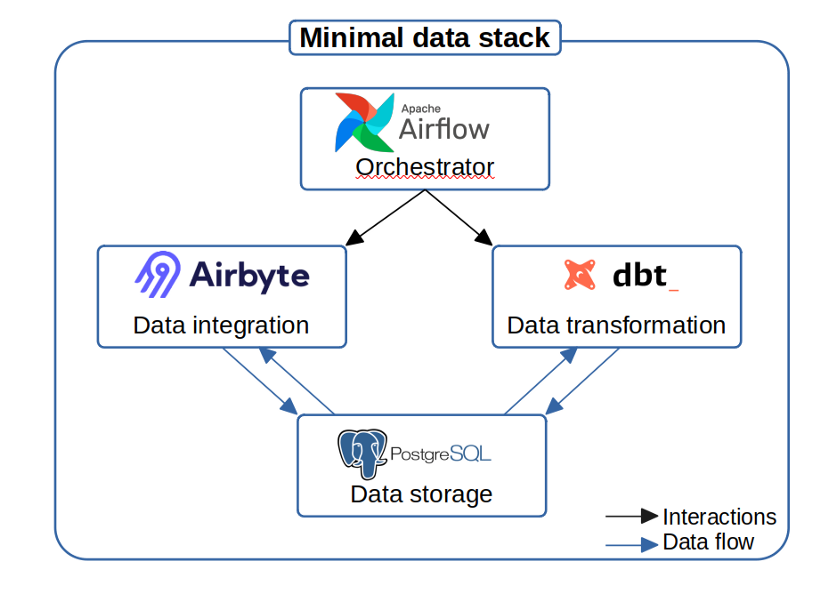 Minimal data stack
Apache
Airflow
Orchestrator
Airbyte
Data integration
dbt_
Data transformation
PostgreSQL
Data storage
Interactions
Data flow